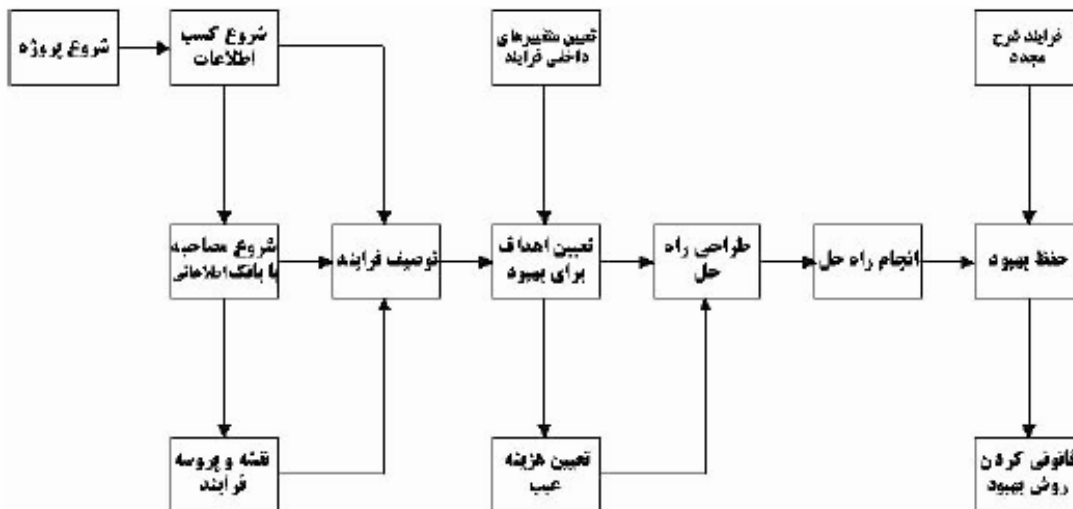 شروع پروژه
شروع کسب
اطلاعات
تعیین متغییرهای
داخلی فرایند
فرایند شرح
مجدد
شروع مصاحبه
با بانک اطلاعاتی
توصیف فرایند
تعیین اهداف
برای بهبود
طراحی راه
حل
انجام راه حل
حفظ بهبود
نقشه و پروسه
فرایند
تعیین هزینه
عیب
قانونی کردن
روش بهبود